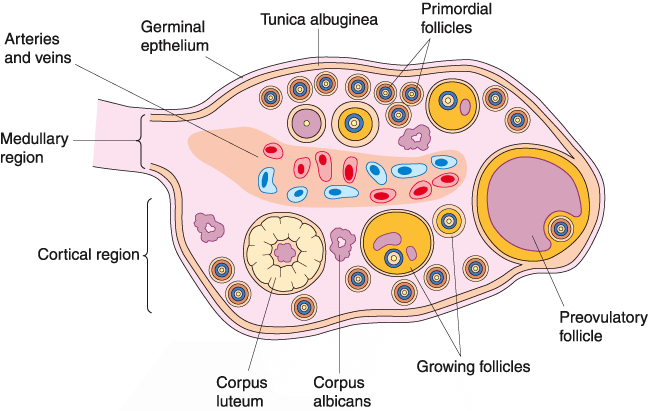 Arteries
and veins
Germinal
epthelium
Tunica albuginea
Primordial
follicles
Medullary
region
Cortical region
Corpus
luteum
Corpus
albicans
Growing follicles
Preovulatory
follicle